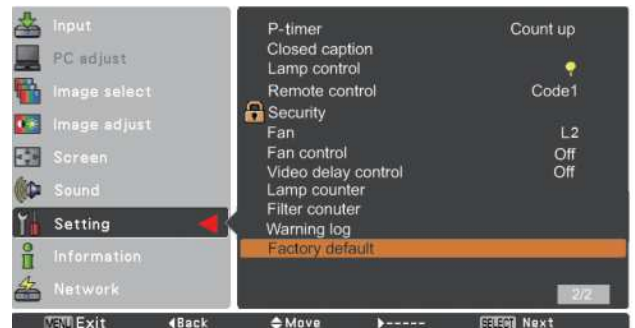 Input
PC adjust
Image select
Image adjust
Screen
Sound
Setting
Information
Network
P-timer Count up
Closed caption
Lamp control
Remote control Code1
Security
Fan L2
Fan control Off
Video delay control Off
Lamp counter
Filter conuter
Warning log
Factory default
2/2
MENU Exit Back Move ----- SELECT Next